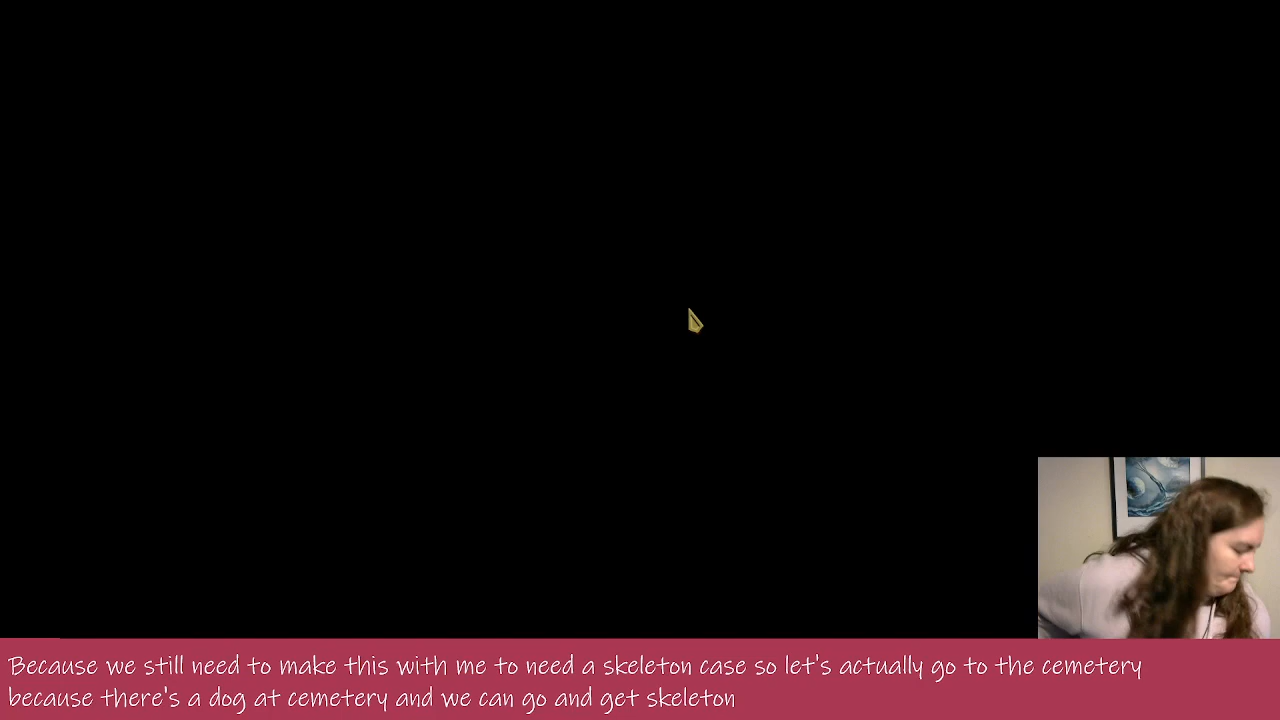 Because we still need to make this with me to need a skeleton case so let's actually go to the cemetery
because there's a dog at cemetery and we can go and get skeleton